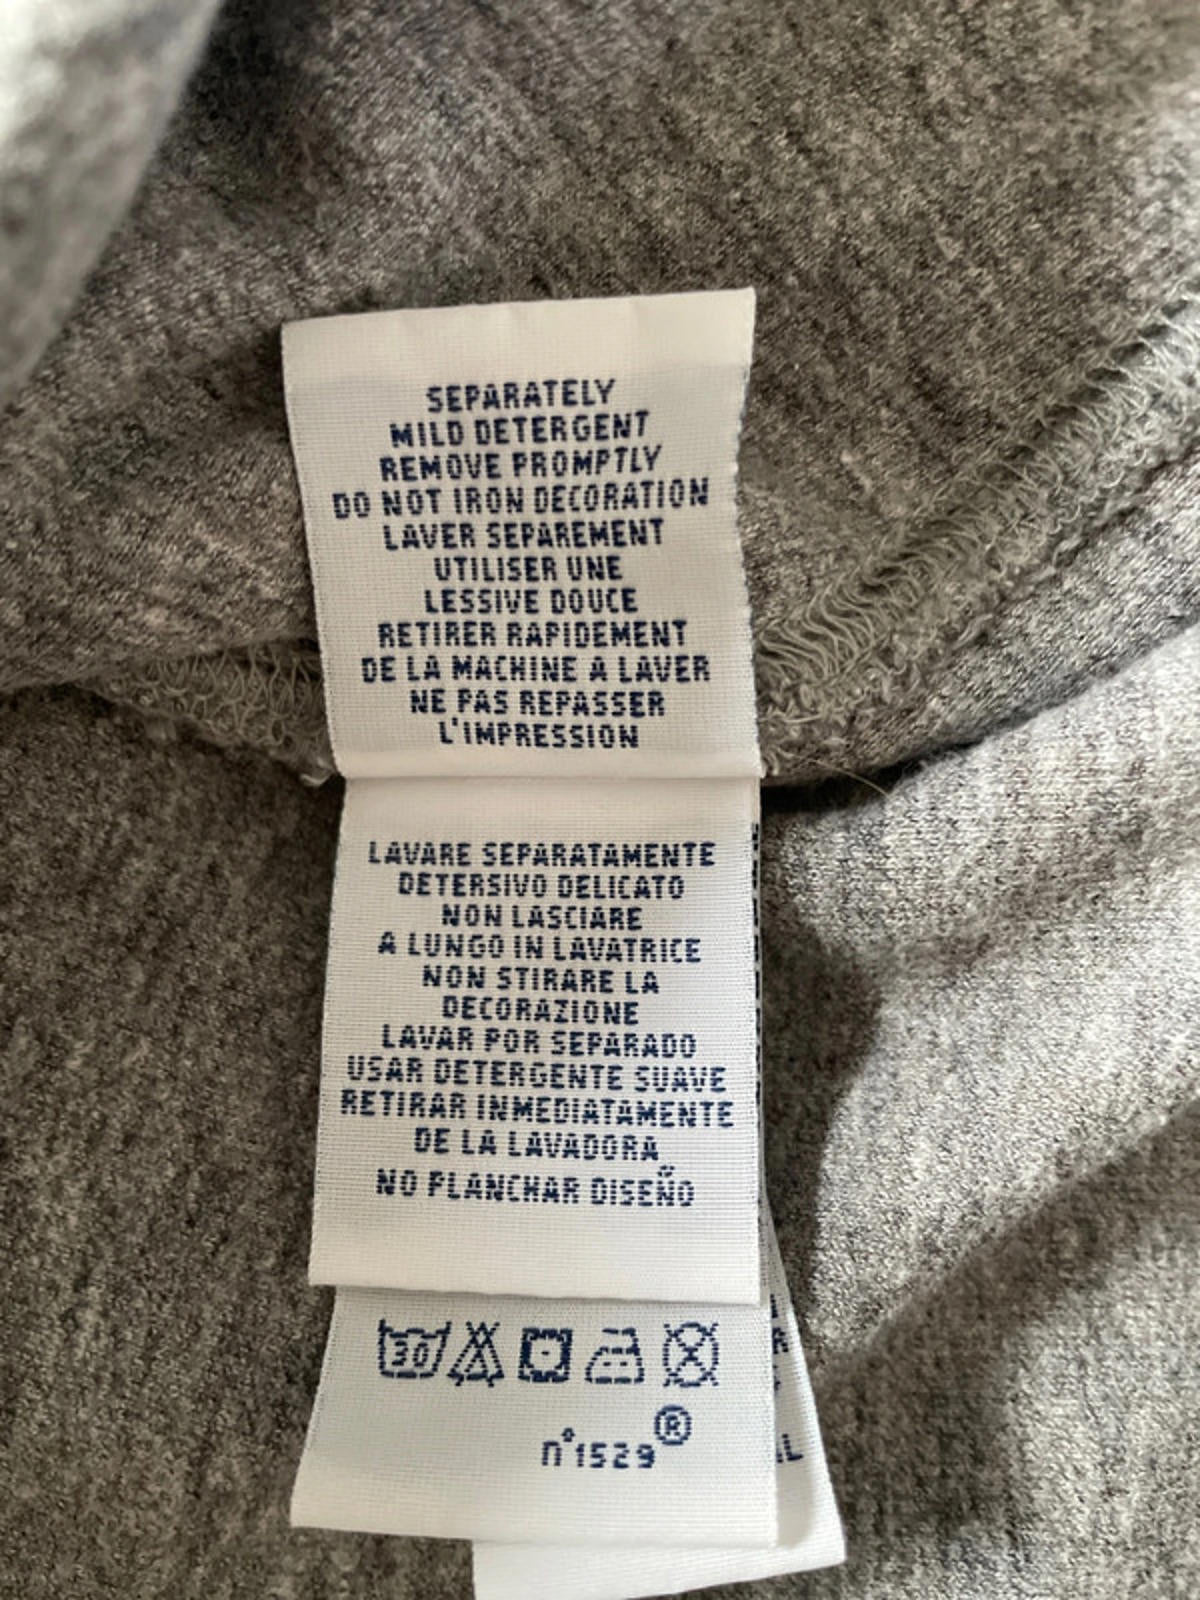 SEPARATELY
MILD DETERGENT
REMOVE PROMPTLY
DO NOT IRON DECORATION
LAVER SEPAREMENT
UTILISER UNE
LESSIVE DOUCE
RETIRER RAPIDEMENT
DE LA MACHINE A LAVER
NE PAS REPASSER
L'IMPRESSION
LAVARE SEPARATAMENTE
DETERSIVO DELICATO
NON LASCIARE
A LUNGO IN LAVATRICE
NON STIRARE LA
DECORAZIONE
LAVAR POR SEPARADO
USAR DETERGENTE SUAVE
RETIRAR INMEDIATAMENTE
DE LA LAVADORA
NO PLANCHAR DISEÑO
30
n°1529®